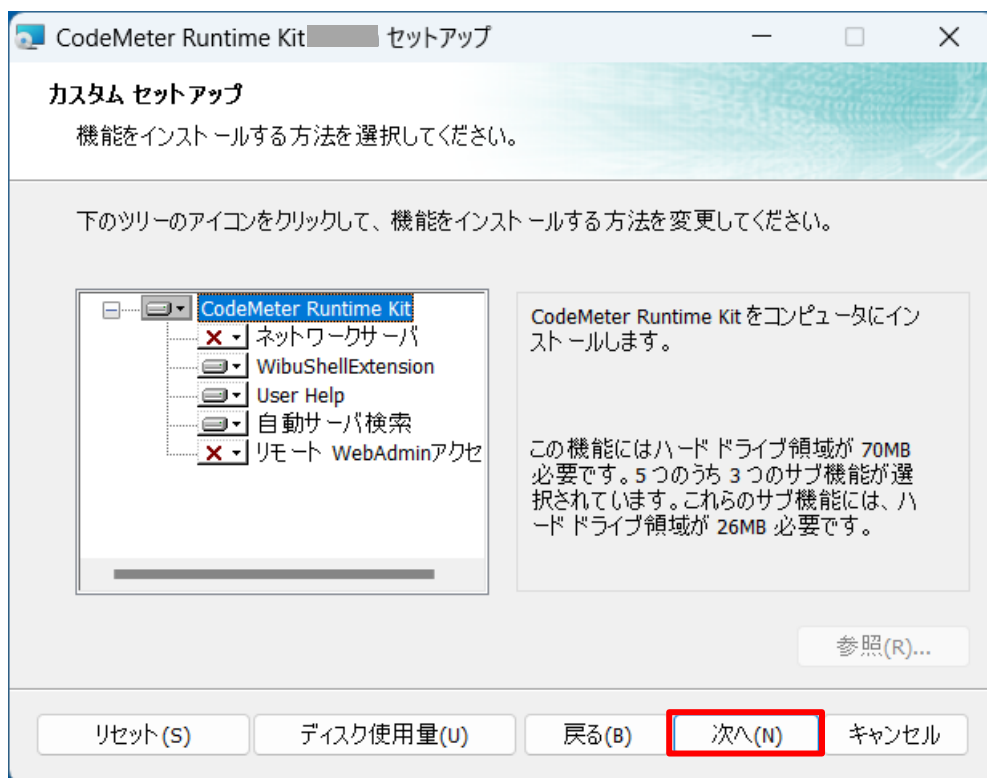 CodeMeter Runtime Kit セットアップ
カスタム セットアップ
機能をインストールする方法を選択してください。
下のツリーのアイコンをクリックして、機能をインストールする方法を変更してください。
CodeMeter Runtime Kit
ネットワークサーバ
WibuShellExtension
User Help
自動サーバ検索
リモート WebAdminアクセ
CodeMeter Runtime Kit をコンピュータにイン
ストールします。
この機能にはハード ドライブ領域が 70MB
必要です。5 つのうち 3 つのサブ機能が選
択されています。これらのサブ機能には、ハ
ード ドライブ領域が 26MB 必要です。
参照(R)...
リセット(S) ディスク使用量(U) 戻る(B) 次へ(N) キャンセル